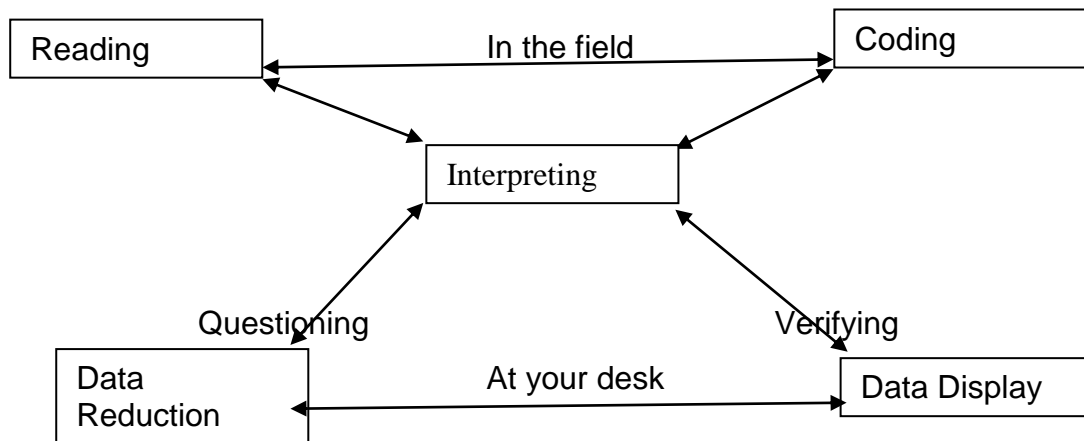 Reading
In the field
Coding
Interpreting
Questioning
Verifying
Data
Reduction
At your desk
Data Display